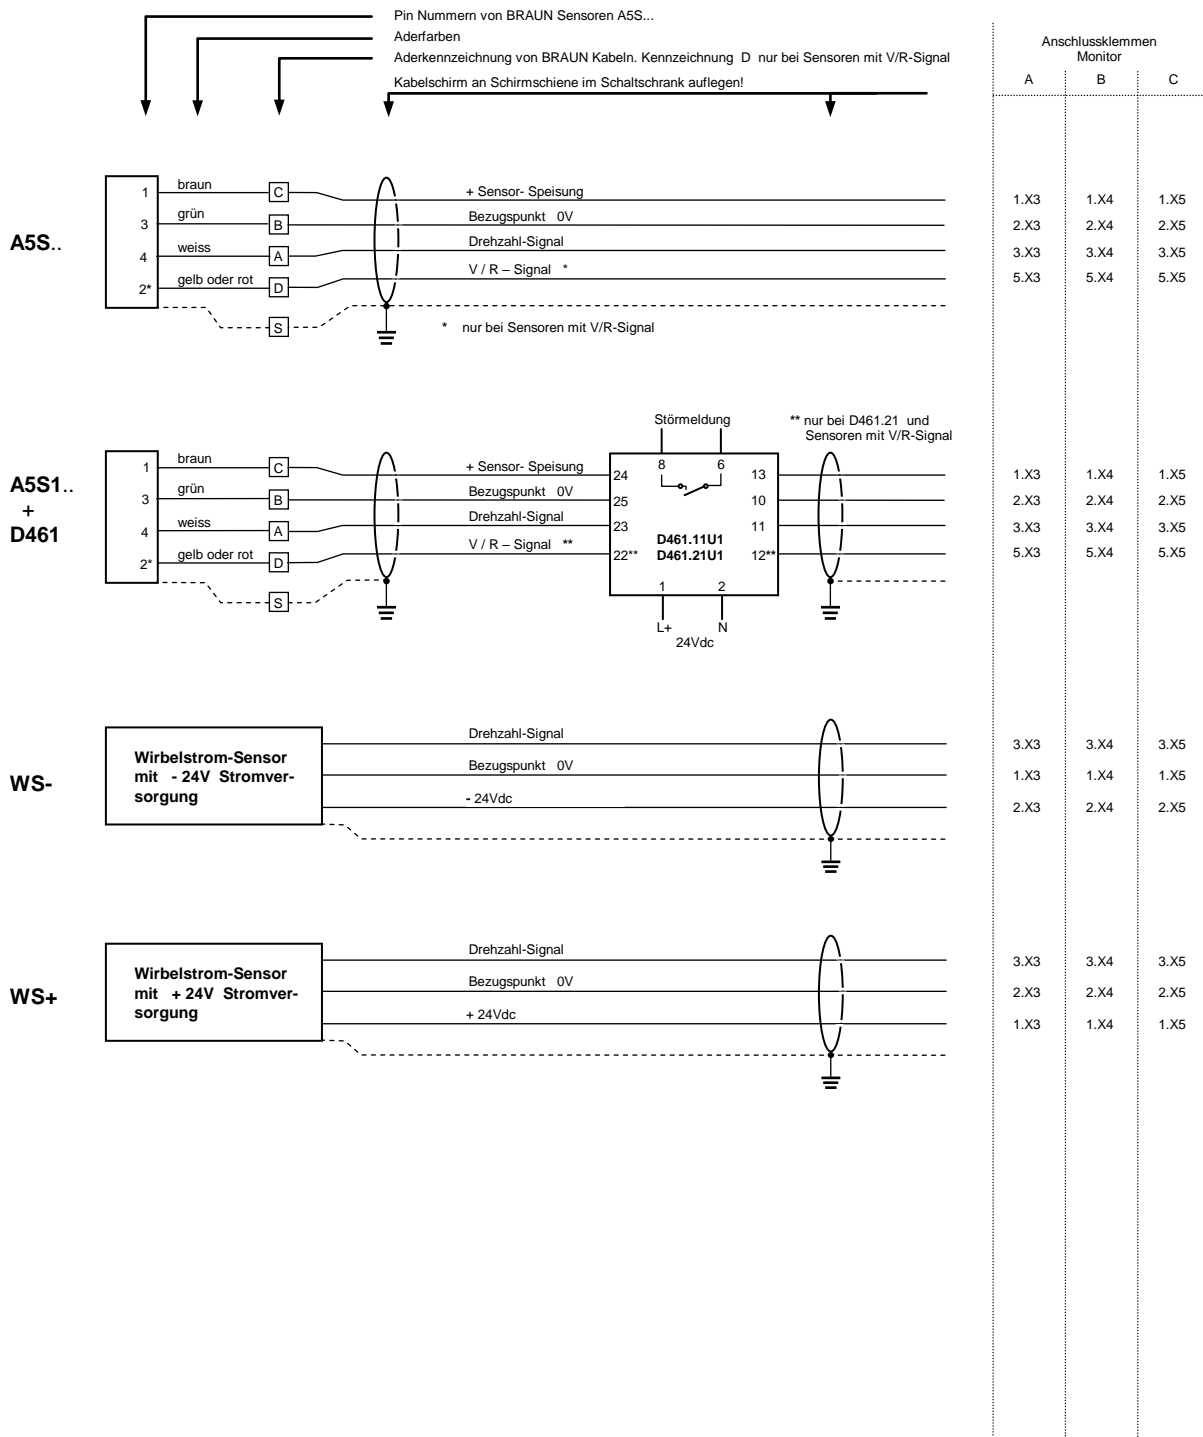 Pin Nummern von BRAUN Sensoren A5S...
Aderfarben
Aderkennzeichnung von BRAUN Kabeln. Kennzeichnung D nur bei Sensoren mit V/R-Signal
Kabelschirm an Schirmschiene im Schaltschrank auflegen!
Anschlussklemmen
Monitor
A B C
A5S..
1 braun C + Sensor- Speisung 1.X3 1.X4 1.X5
3 grün B Bezugspunkt 0V 2.X3 2.X4 2.X5
4 weiss A Drehzahl-Signal 3.X3 3.X4 3.X5
2* gelb oder rot D V / R – Signal * 5.X3 5.X4 5.X5
S * nur bei Sensoren mit V/R-Signal
Störmeldung
** nur bei D461.21 und
Sensoren mit V/R-Signal
A5S1..
+
D461
8 6
1 braun C + Sensor- Speisung 24 13 1.X3 1.X4 1.X5
3 grün B Bezugspunkt 0V 25 10 2.X3 2.X4 2.X5
4 weiss A Drehzahl-Signal 23 11 3.X3 3.X4 3.X5
D461.11U1
2* gelb oder rot D V / R – Signal ** 22** D461.21U1 12** 5.X3 5.X4 5.X5
S
1 2
L+ N
24Vdc
WS-
Wirbelstrom-Sensor
mit - 24V Stromver-
sorgung
Drehzahl-Signal 3.X3 3.X4 3.X5
Bezugspunkt 0V 1.X3 1.X4 1.X5
- 24Vdc 2.X3 2.X4 2.X5
WS+
Wirbelstrom-Sensor
mit + 24V Stromver-
sorgung
Drehzahl-Signal 3.X3 3.X4 3.X5
Bezugspunkt 0V 2.X3 2.X4 2.X5
+ 24Vdc 1.X3 1.X4 1.X5